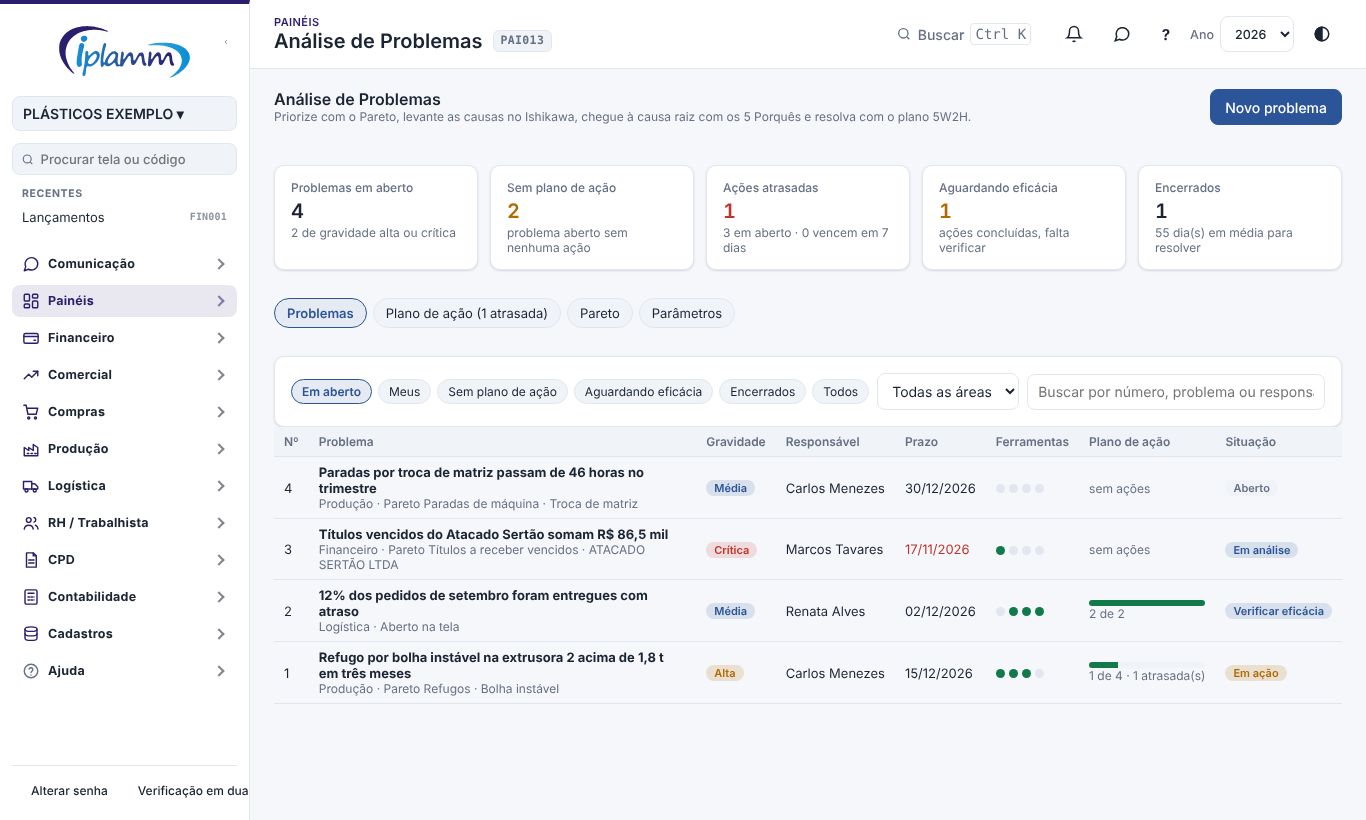 iplamm
PLÁSTICOS EXEMPLO ▾
Procurar tela ou código
RECENTES
Lançamentos FIN001
Comunicação
Painéis
Financeiro
Comercial
Compras
Produção
Logística
RH / Trabalhista
CPD
Contabilidade
Cadastros
Ajuda
Alterar senha Verificação em dua
PAINÉIS
Análise de Problemas PAI013
Buscar Ctrl K
? Ano 2026
Análise de Problemas
Priorize com o Pareto, levante as causas no Ishikawa, chegue à causa raiz com os 5 Porquês e resolva com o plano 5W2H.
Novo problema
Problemas em aberto
4
2 de gravidade alta ou crítica
Sem plano de ação
2
problema aberto sem
nenhuma ação
Ações atrasadas
1
3 em aberto · 0 vencem em 7
dias
Aguardando eficácia
1
ações concluídas, falta
verificar
Encerrados
1
55 dia(s) em média para
resolver
Problemas Plano de ação (1 atrasada) Pareto Parâmetros
Em aberto Meus Sem plano de ação Aguardando eficácia Encerrados Todos Todas as áreas Buscar por número, problema ou respons
Nº Problema Gravidade Responsável Prazo Ferramentas Plano de ação Situação
4 Paradas por troca de matriz passam de 46 horas no
trimestre
Produção · Pareto Paradas de máquina · Troca de matriz
Média Carlos Menezes 30/12/2026 sem ações Aberto
3 Títulos vencidos do Atacado Sertão somam R$ 86,5 mil
Financeiro · Pareto Títulos a receber vencidos · ATACADO
SERTÃO LTDA
Crítica Marcos Tavares 17/11/2026 sem ações Em análise
2 12% dos pedidos de setembro foram entregues com
atraso
Logística · Aberto na tela
Média Renata Alves 02/12/2026 2 de 2 Verificar eficácia
1 Refugo por bolha instável na extrusora 2 acima de 1,8 t
em três meses
Produção · Pareto Refugos · Bolha instável
Alta Carlos Menezes 15/12/2026 1 de 4 · 1 atrasada(s) Em ação